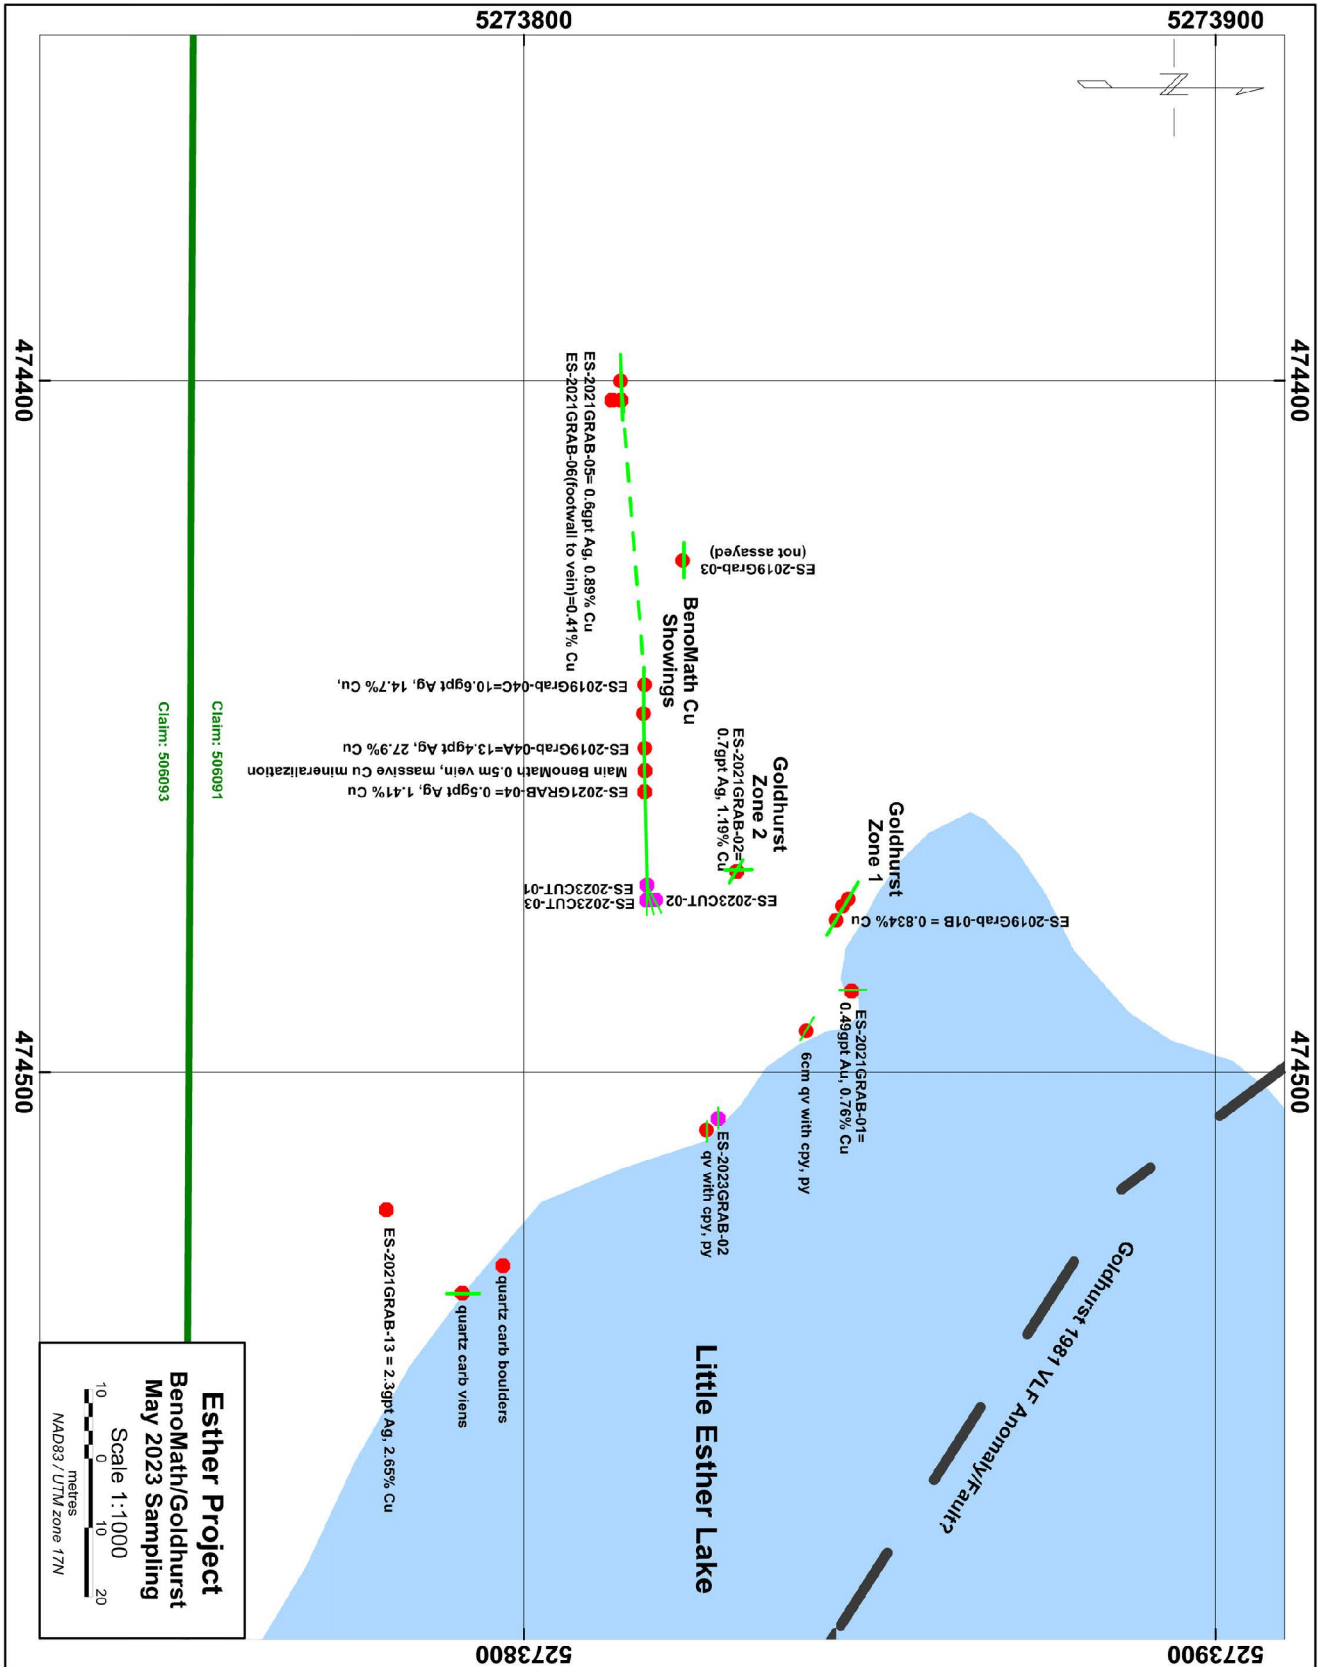 5273800
5273900
N
474400
474400
ES-2021GRAB-05= 0.6gpt Ag, 0.89% Cu
ES-2021GRAB-06(footwall to vein)=0.41% Cu
ES-2019Grab-03
(not assayed)
BenoMath Cu
Showings
ES-2019Grab-04C=10.6gpt Ag, 14.7% Cu,
ES-2019Grab-04A=13.4gpt Ag, 27.9% Cu
Main BenoMath 0.5m vein, massive Cu mineralization
ES-2021GRAB-04= 0.5gpt Ag, 1.41% Cu
Goldhurst
Zone 2
ES-2021GRAB-02=
0.7gpt Ag, 1.19% Cu
Goldhurst
Zone 1
ES-2019Grab-01B = 0.834% Cu
ES-2023CUT-01
ES-2023CUT-03
ES-2023CUT-02
ES-2021GRAB-01=
0.49gpt Au, 0.76% Cu
6cm qv with cpy, py
ES-2023GRAB-02
qv with cpy, py
Claim: 506091
Claim: 506093
474500
474500
Goldhurst 1981 VLF Anomaly/Fault?
Little Esther Lake
quartz carb boulders
quartz carb viens
ES-2021GRAB-13 = 2.3gpt Ag, 2.65% Cu
Esther Project
BenoMath/Goldhurst
May 2023 Sampling
Scale 1:1000
10 0 10 20
metres
NAD83 / UTM zone 17N
5273800
5273900